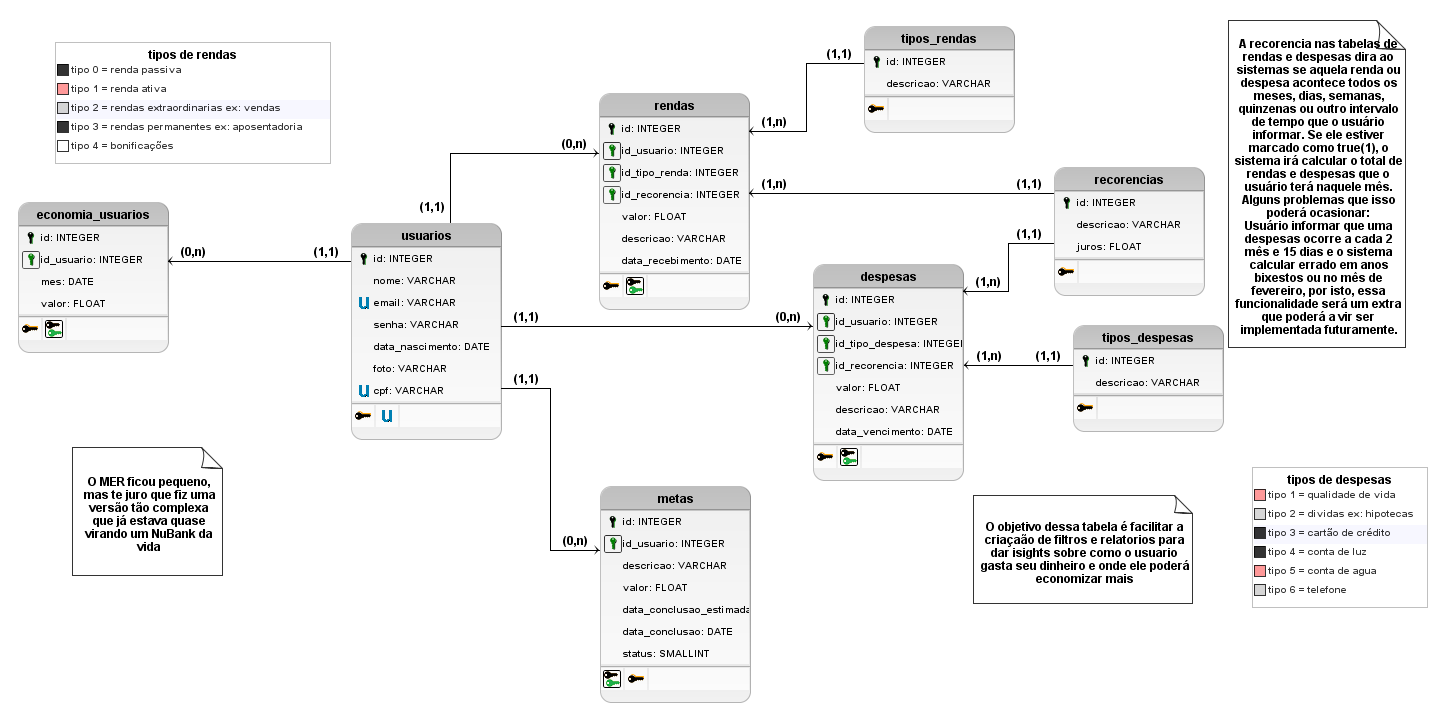 tipos de rendas
tipo 0 = renda passiva
tipo 1 = renda ativa
tipo 2 = rendas extraordinarias ex: vendas
tipo 3 = rendas permanentes ex: aposentadoria
tipo 4 = bonificações
economia_usuarios
id: INTEGER
id_usuario: INTEGER
mes: DATE
valor: FLOAT
(0,n)
(1,1)
usuarios
id: INTEGER
nome: VARCHAR
U email: VARCHAR
senha: VARCHAR
data_nascimento: DATE
foto: VARCHAR
U cpf: VARCHAR
U
(1,1)
(0,n)
rendas
id: INTEGER
id_usuario: INTEGER
id_tipo_renda: INTEGER
id_recorencia: INTEGER
valor: FLOAT
descricao: VARCHAR
data_recebimento: DATE
(1,1)
(1,n)
tipos_rendas
id: INTEGER
descricao: VARCHAR
(1,n)
(1,1)
recorencias
id: INTEGER
descricao: VARCHAR
juros: FLOAT
(1,1)
(1,n)
despesas
id: INTEGER
id_usuario: INTEGER
id_tipo_despesa: INTEGEI
id_recorencia: INTEGER
valor: FLOAT
descricao: VARCHAR
data_vencimento: DATE
(1,1)
(0,n)
(1,n)
(1,1)
tipos_despesas
id: INTEGER
descricao: VARCHAR
(1,1)
(0,n)
metas
id: INTEGER
id_usuario: INTEGER
descricao: VARCHAR
valor: FLOAT
data_conclusao_estimada
data_conclusao: DATE
status: SMALLINT
A recorencia nas tabelas de
rendas e despesas dira ao
sistemas se aquela renda ou
despesa acontece todos os
meses, dias, semanas,
quinzenas ou outro intervalo
de tempo que o usuário
informar. Se ele estiver
marcado como true(1), o
sistema irá calcular o total de
rendas e despesas que o
usuário terá naquele mês.
Alguns problemas que isso
poderá ocasionar:
Usuário informar que uma
despesas ocorre a cada 2
mês e 15 dias e o sistema
calcular errado em anos
bixestos ou no mês de
fevereiro, por isto, essa
funcionalidade será um extra
que poderá a vir ser
implementada futuramente.
O MER ficou pequeno,
mas te juro que fiz uma
versão tão complexa
que já estava quase
virando um NuBank da
vida
O objetivo dessa tabela é facilitar a
criaçaão de filtros e relatorios para
dar isights sobre como o usuario
gasta seu dinheiro e onde ele poderá
economizar mais
tipos de despesas
tipo 1 = qualidade de vida
tipo 2 = dividas ex: hipotecas
tipo 3 = cartão de crédito
tipo 4 = conta de luz
tipo 5 = conta de agua
tipo 6 = telefone